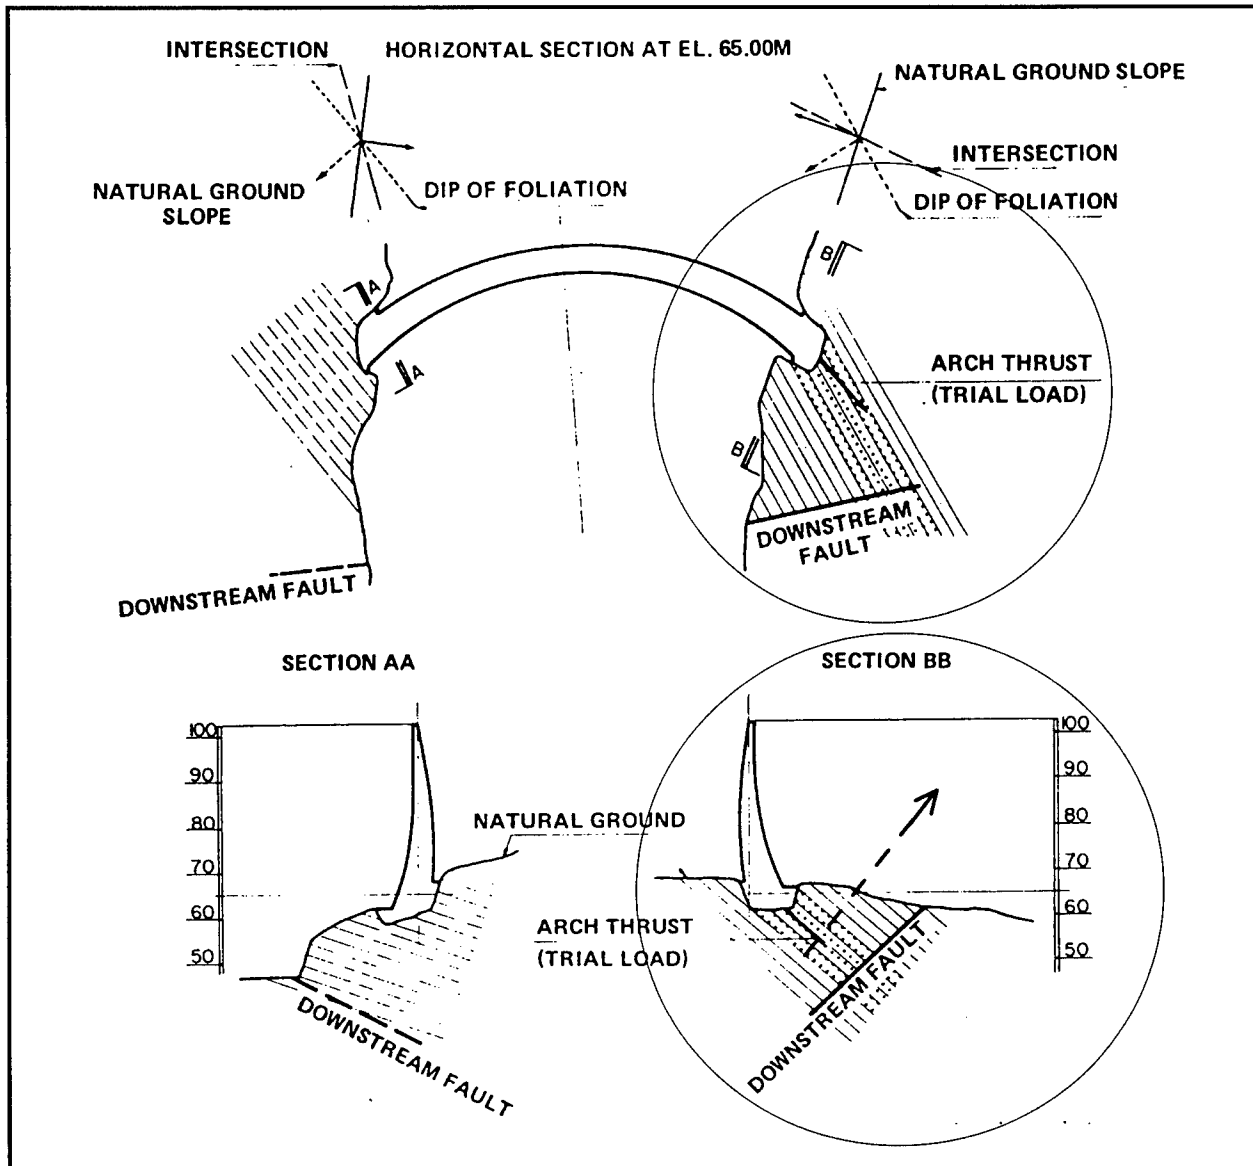 INTERSECTION
HORIZONTAL SECTION AT EL. 65.00M
NATURAL GROUND SLOPE
INTERSECTION
NATURAL GROUND
SLOPE
DIP OF FOLIATION
DIP OF FOLIATION
A
B
A
ARCH THRUST
(TRIAL LOAD)
B
DOWNSTREAM
FAULT
DOWNSTREAM FAULT
SECTION AA
SECTION BB
100
90
80
70
60
50
NATURAL GROUND
ARCH THRUST
(TRIAL LOAD)
DOWNSTREAM FAULT
100
90
80
70
60
50
DOWNSTREAM FAULT